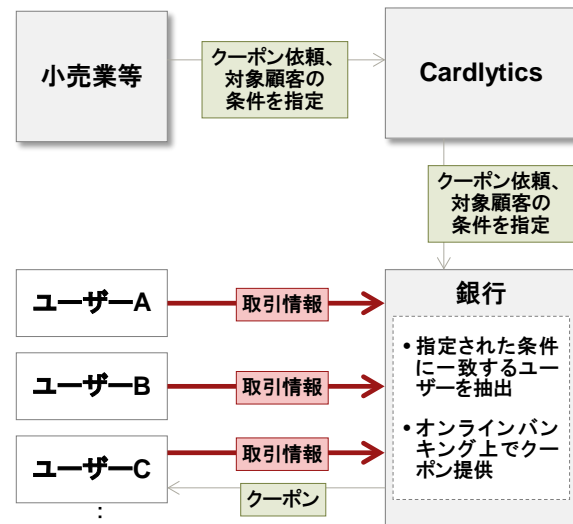 小売業等
クーポン依頼、
対象顧客の
条件を指定
Cardlytics
クーポン依頼、
対象顧客の
条件を指定
ユーザーA
取引情報
銀行
• 指定された条件
に一致するユー
ザーを抽出
• オンラインバン
キング上でクー
ポン提供
ユーザーB
取引情報
ユーザーC
取引情報
クーポン
: